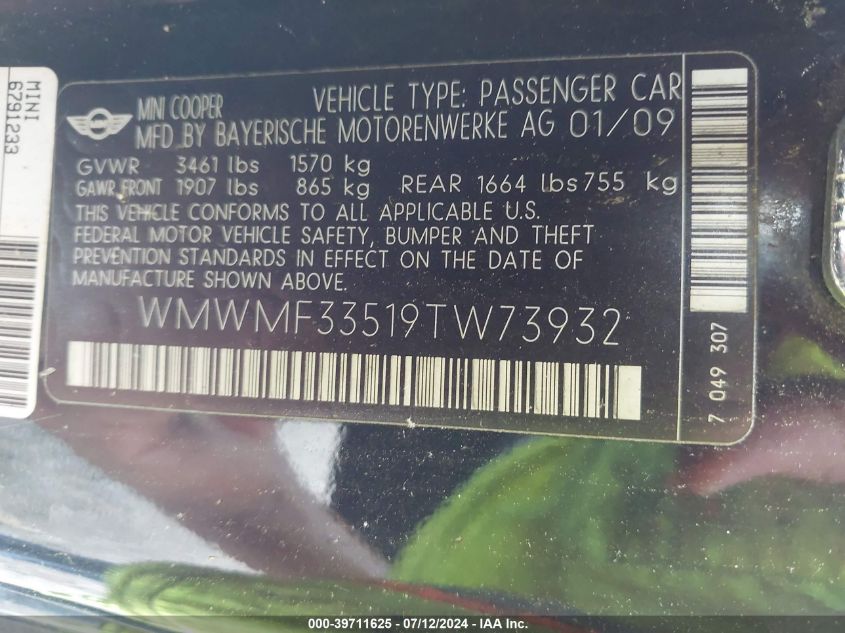 MINI
6791233
MINI COOPER VEHICLE TYPE: PASSENGER CAR
MFD BY BAYERISCHE MOTORENWERKE AG 01/09
GVWR 3461 lbs 1570 kg
GAWR FRONT 1907 lbs 865 kg REAR 1664 lbs 755 kg
THIS VEHICLE CONFORMS TO ALL APPLICABLE U.S.
FEDERAL MOTOR VEHICLE SAFETY, BUMPER AND THEFT
PREVENTION STANDARDS IN EFFECT ON THE DATE OF
MANUFACTURE SHOWN ABOVE.
WMWMF33519TW73932
7 049 307
000-39711625 - 07/12/2024 - IAAI.com